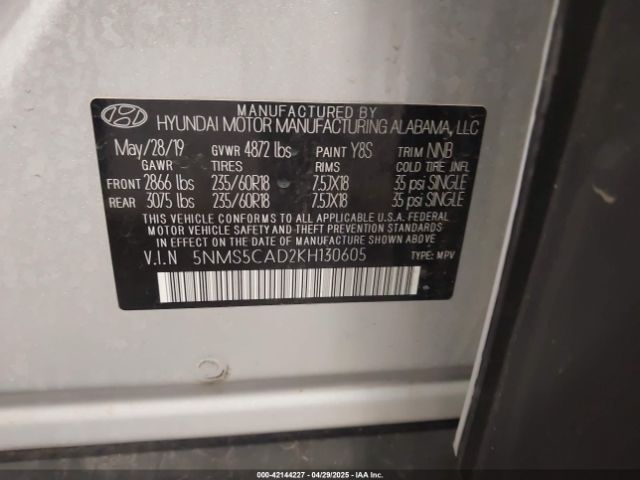 MANUFACTURED BY
HYUNDAI MOTOR MANUFACTURING ALABAMA, LLC
May/28/19 GVWR 4872 lbs PAINT Y8S TRIM NNB
GAWR TIRES RIMS COLD TIRE INFL
FRONT 2866 lbs 235/60R18 7.5JX18 35 psi SINGLE
REAR 3075 lbs 235/60R18 7.5JX18 35 psi SINGLE
THIS VEHICLE CONFORMS TO ALL APPLICABLE U.S.A. FEDERAL
MOTOR VEHICLE SAFETY AND THEFT PREVENTION STANDARDS
IN EFFECT ON THE DATE OF MANUFACTURE SHOWN ABOVE.
V.I.N 5NMS5CAD2KH130605 TYPE: MPV
000-42144227 - 04/29/2025 - IAA Inc.